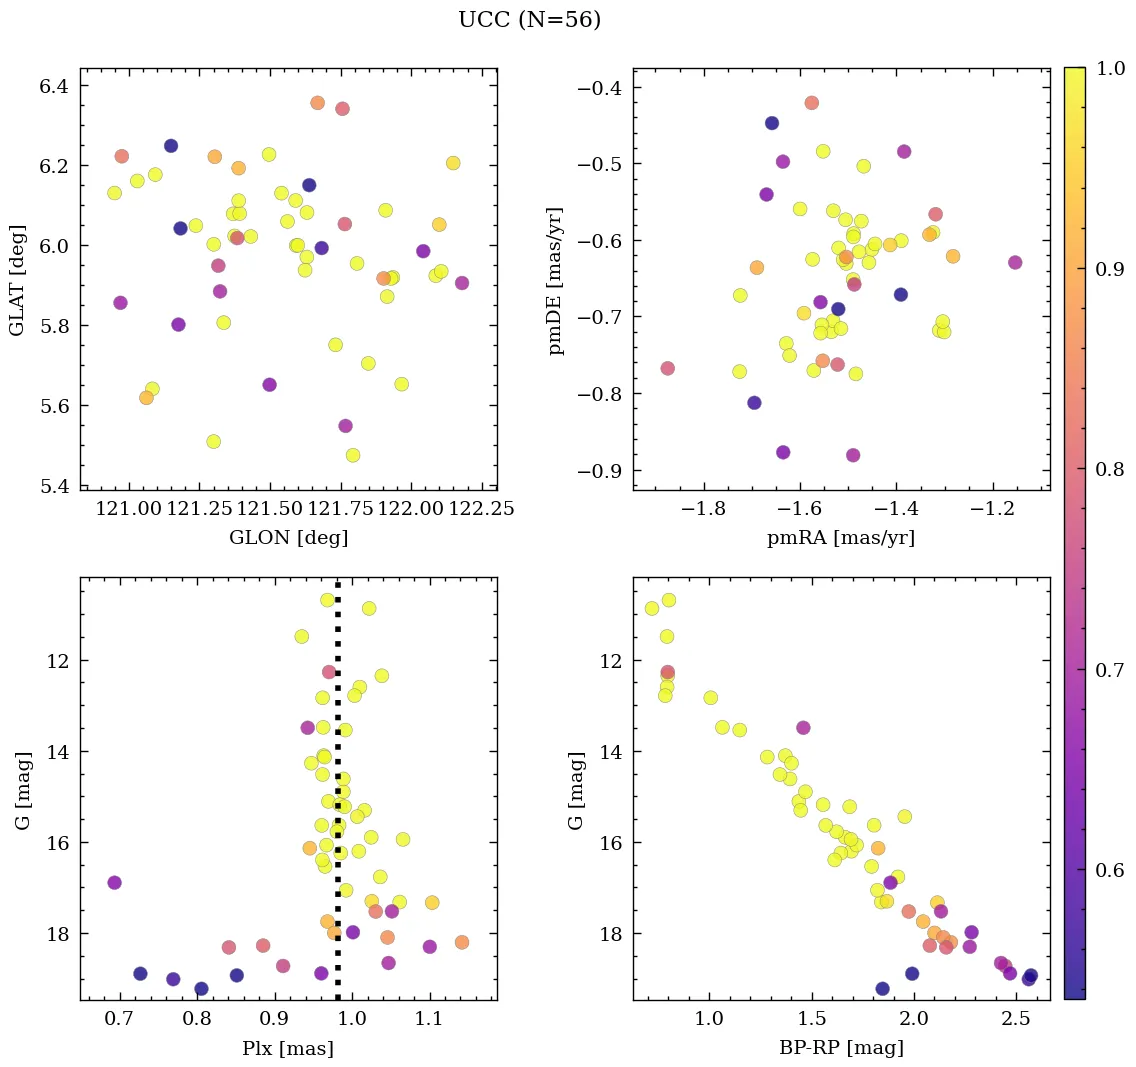 UCC (N=56)
6.4
6.2
6.0
5.8
5.6
5.4
GLAT [deg]
121.00 121.25 121.50 121.75 122.00 122.25
GLON [deg]
−0.4
−0.5
−0.6
−0.7
−0.8
−0.9
pmDE [mas/yr]
−1.8 −1.6 −1.4 −1.2
pmRA [mas/yr]
1.0
0.9
0.8
0.7
0.6
12
14
16
18
G [mag]
0.7 0.8 0.9 1.0 1.1
Plx [mas]
12
14
16
18
G [mag]
1.0 1.5 2.0 2.5
BP-RP [mag]